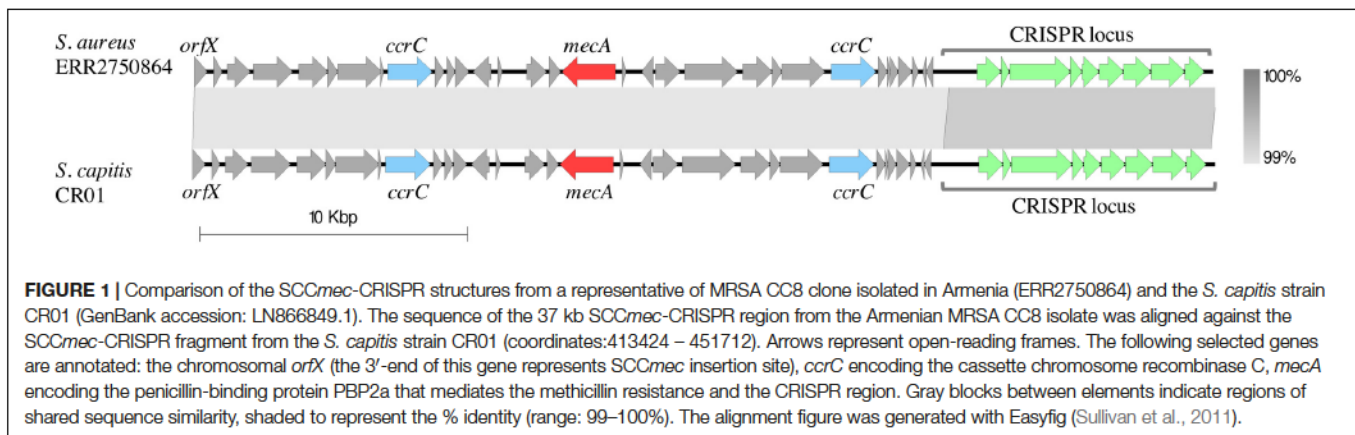 S. aureus
ERR2750864
orfX
ccrC
mecA
ccrC
CRISPR locus
100%
99%
S. capitis
CR01
orfX
ccrC
mecA
ccrC
CRISPR locus
10 Kbp
FIGURE 1 | Comparison of the SCCmec-CRISPR structures from a representative of MRSA CC8 clone isolated in Armenia (ERR2750864) and the S. capitis strain
CR01 (GenBank accession: LN866849.1). The sequence of the 37 kb SCCmec-CRISPR region from the Armenian MRSA CC8 isolate was aligned against the
SCCmec-CRISPR fragment from the S. capitis strain CR01 (coordinates:413424 – 451712). Arrows represent open-reading frames. The following selected genes
are annotated: the chromosomal orfX (the 3′-end of this gene represents SCCmec insertion site), ccrC encoding the cassette chromosome recombinase C, mecA
encoding the penicillin-binding protein PBP2a that mediates the methicillin resistance and the CRISPR region. Gray blocks between elements indicate regions of
shared sequence similarity, shaded to represent the % identity (range: 99–100%). The alignment figure was generated with Easyfig (Sullivan et al., 2011).